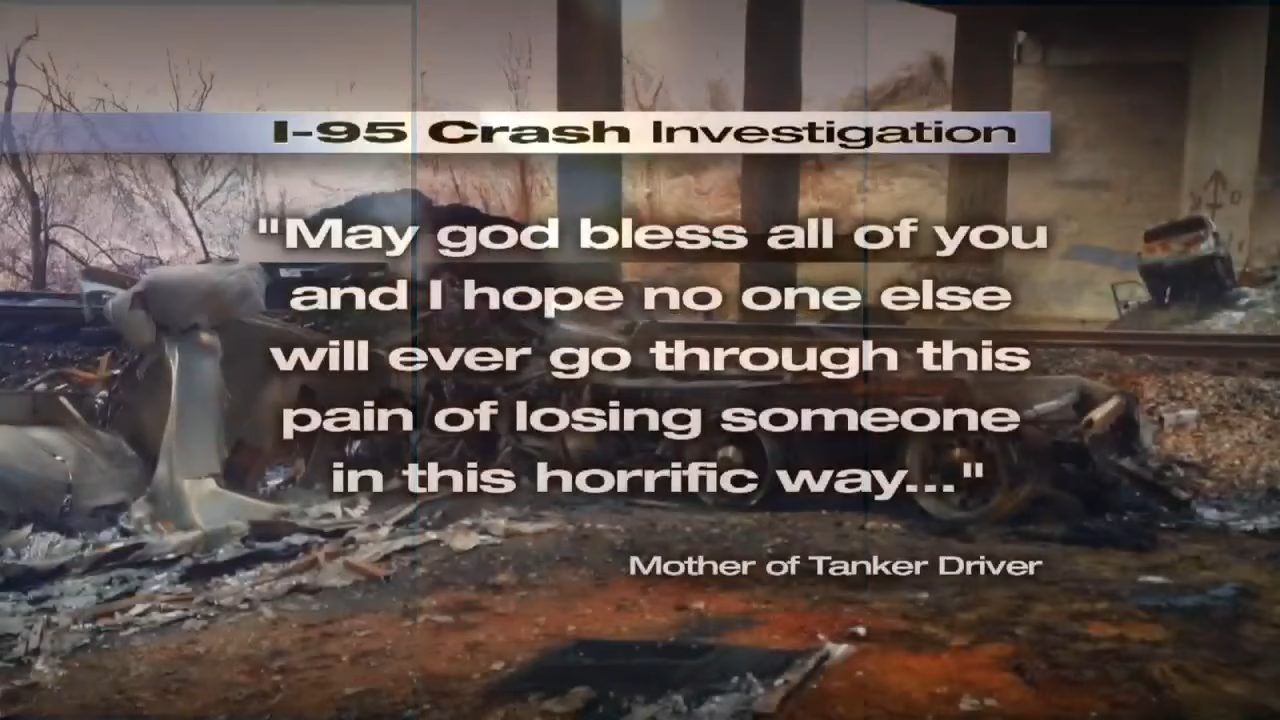 I-95 Crash Investigation
"May god bless all of you
and I hope no one else
will ever go through this
pain of losing someone
in this horrific way..."
Mother of Tanker Driver